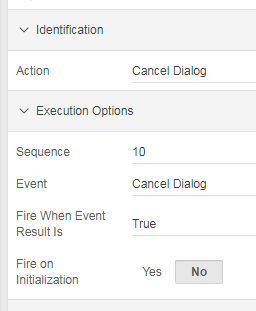 Identification
Action Cancel Dialog
Execution Options
Sequence 10
Event Cancel Dialog
Fire When Event
Result Is True
Fire on
Initialization Yes No